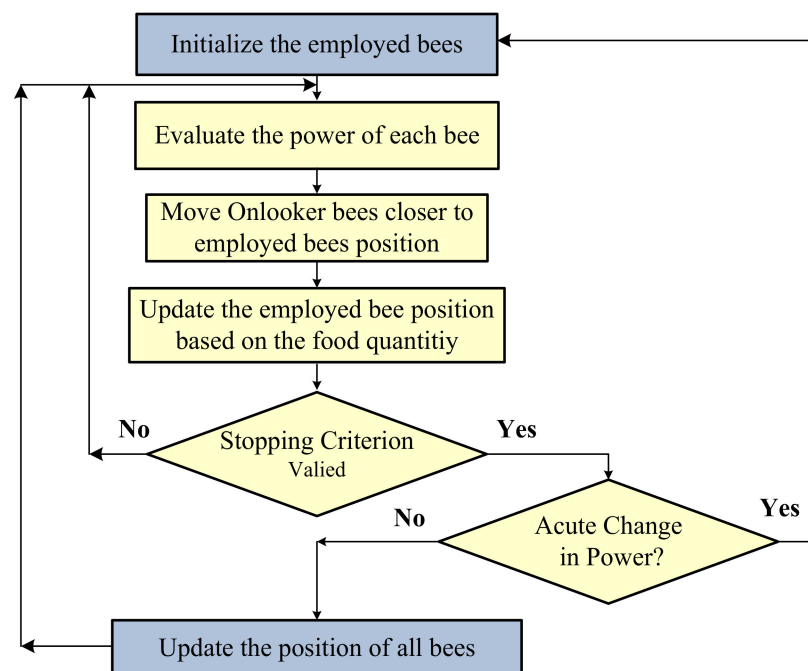 Initialize the employed bees
Evaluate the power of each bee
Move Onlooker bees closer to
employed bees position
Update the employed bee position
based on the food quantitiy
No
Stopping Criterion
Valied
Yes
No
Acute Change
in Power?
Yes
Update the position of all bees